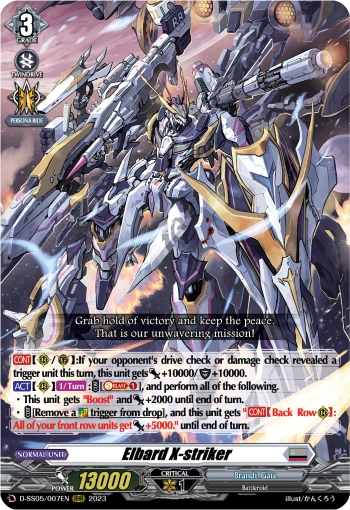 3
GRADE
TWINDRIVE
PERSONA RIDE
Grab hold of victory and keep the peace.
That is our unwavering mission!
CONT【 / 】:If your opponent's drive check or damage check revealed a
trigger unit this turn, this unit gets +10000/ +10000.
ACT【 】1/Turn: [SOUL BLAST 1], and perform all of the following.
・This unit gets "Boost" and +2000 until end of turn.
・ [Remove a trigger from drop], and this unit gets "CONT【Back Row 】:
All of your front row units get +5000." until end of turn.
NORMAL UNIT
Elbard X-striker
POWER
13000
CRITICAL
1
Brandt Gate
Battleroid
D-SS05/007EN RRR 2023
illust/かんくろう